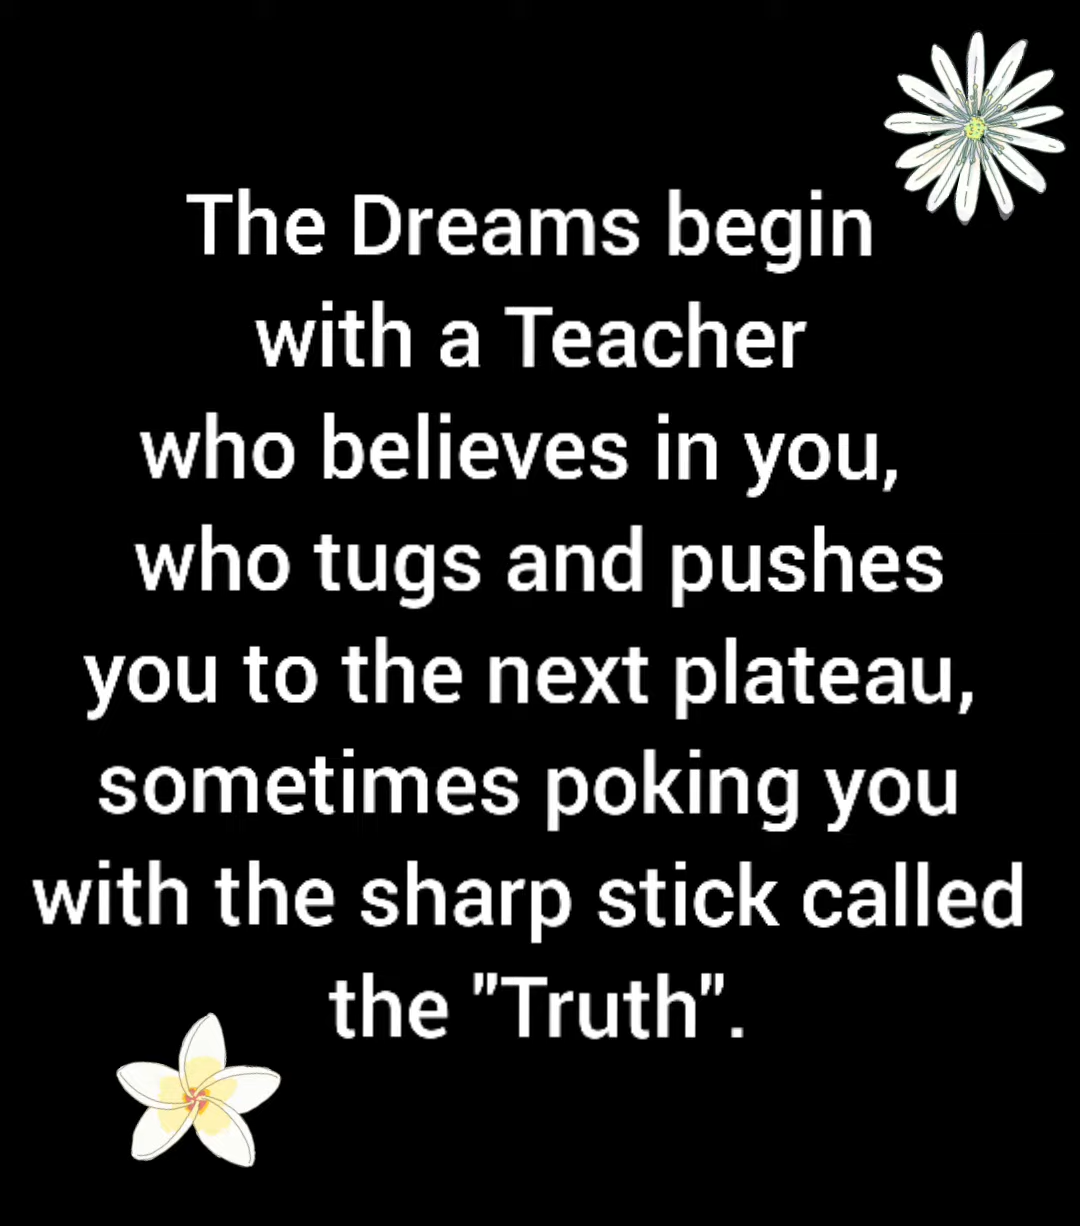 The Dreams begin
with a Teacher
who believes in you,
who tugs and pushes
you to the next plateau,
sometimes poking you
with the sharp stick called
the "Truth".